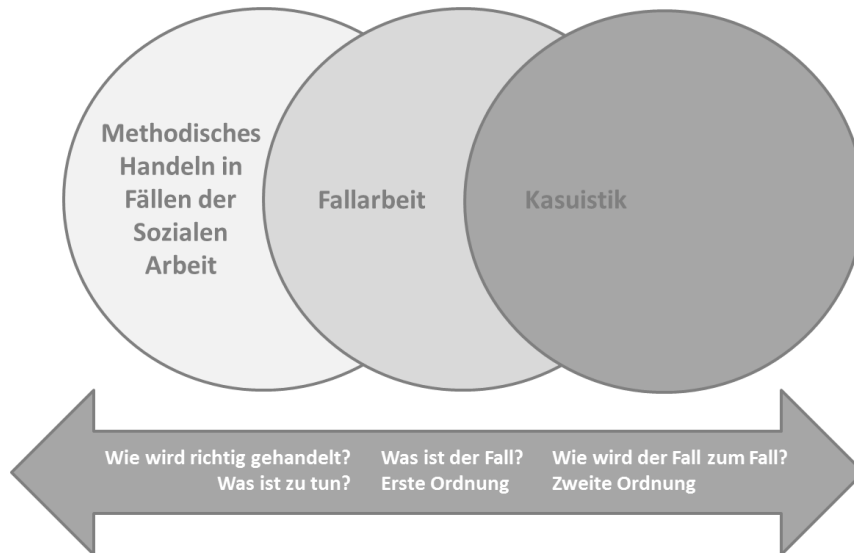 Methodisches
Handeln in
Fällen der
Sozialen
Arbeit
Fallarbeit
Kasuistik
Wie wird richtig gehandelt?
Was ist zu tun?
Was ist der Fall?
Erste Ordnung
Wie wird der Fall zum Fall?
Zweite Ordnung